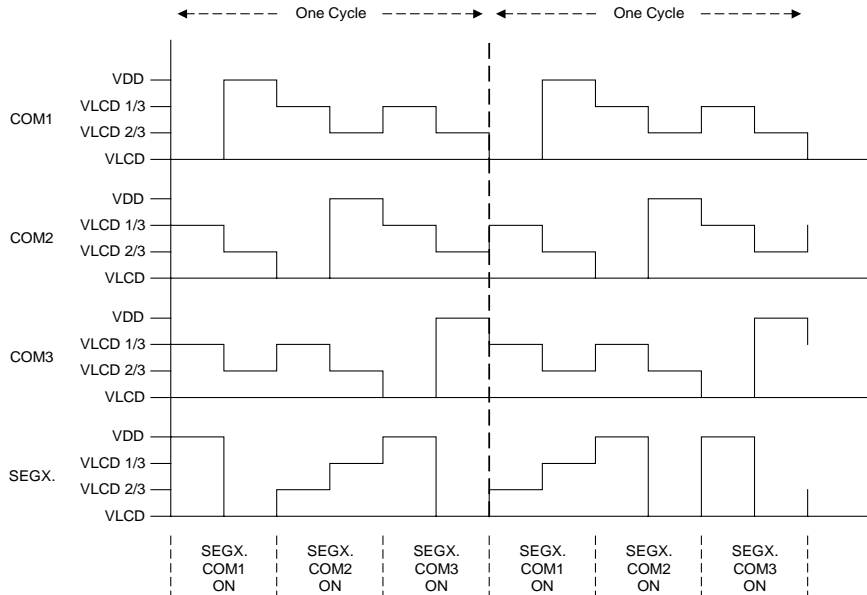 One Cycle One Cycle
VDD
VLCD 1/3
COM1
VLCD 2/3
VLCD
VDD
VLCD 1/3
COM2
VLCD 2/3
VLCD
VDD
VLCD 1/3
COM3
VLCD 2/3
VLCD
VDD
VLCD 1/3
SEGX.
VLCD 2/3
VLCD
SEGX. SEGX. SEGX. SEGX. SEGX. SEGX.
COM1 COM2 COM3 COM1 COM2 COM3
ON ON ON ON ON ON